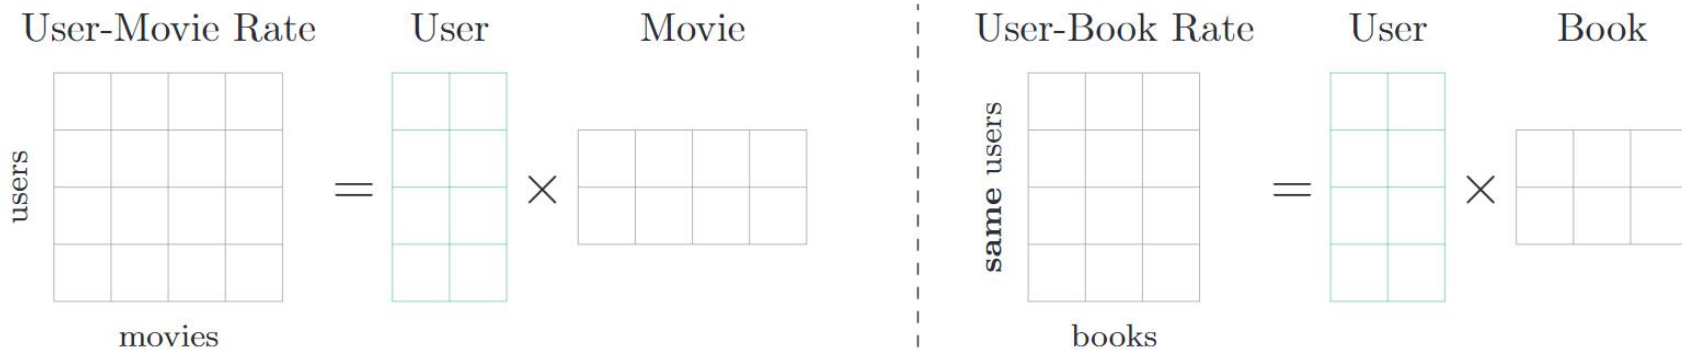 User-Movie Rate
User
Movie
users
=
×
movies
User-Book Rate
User
Book
same users
=
×
books